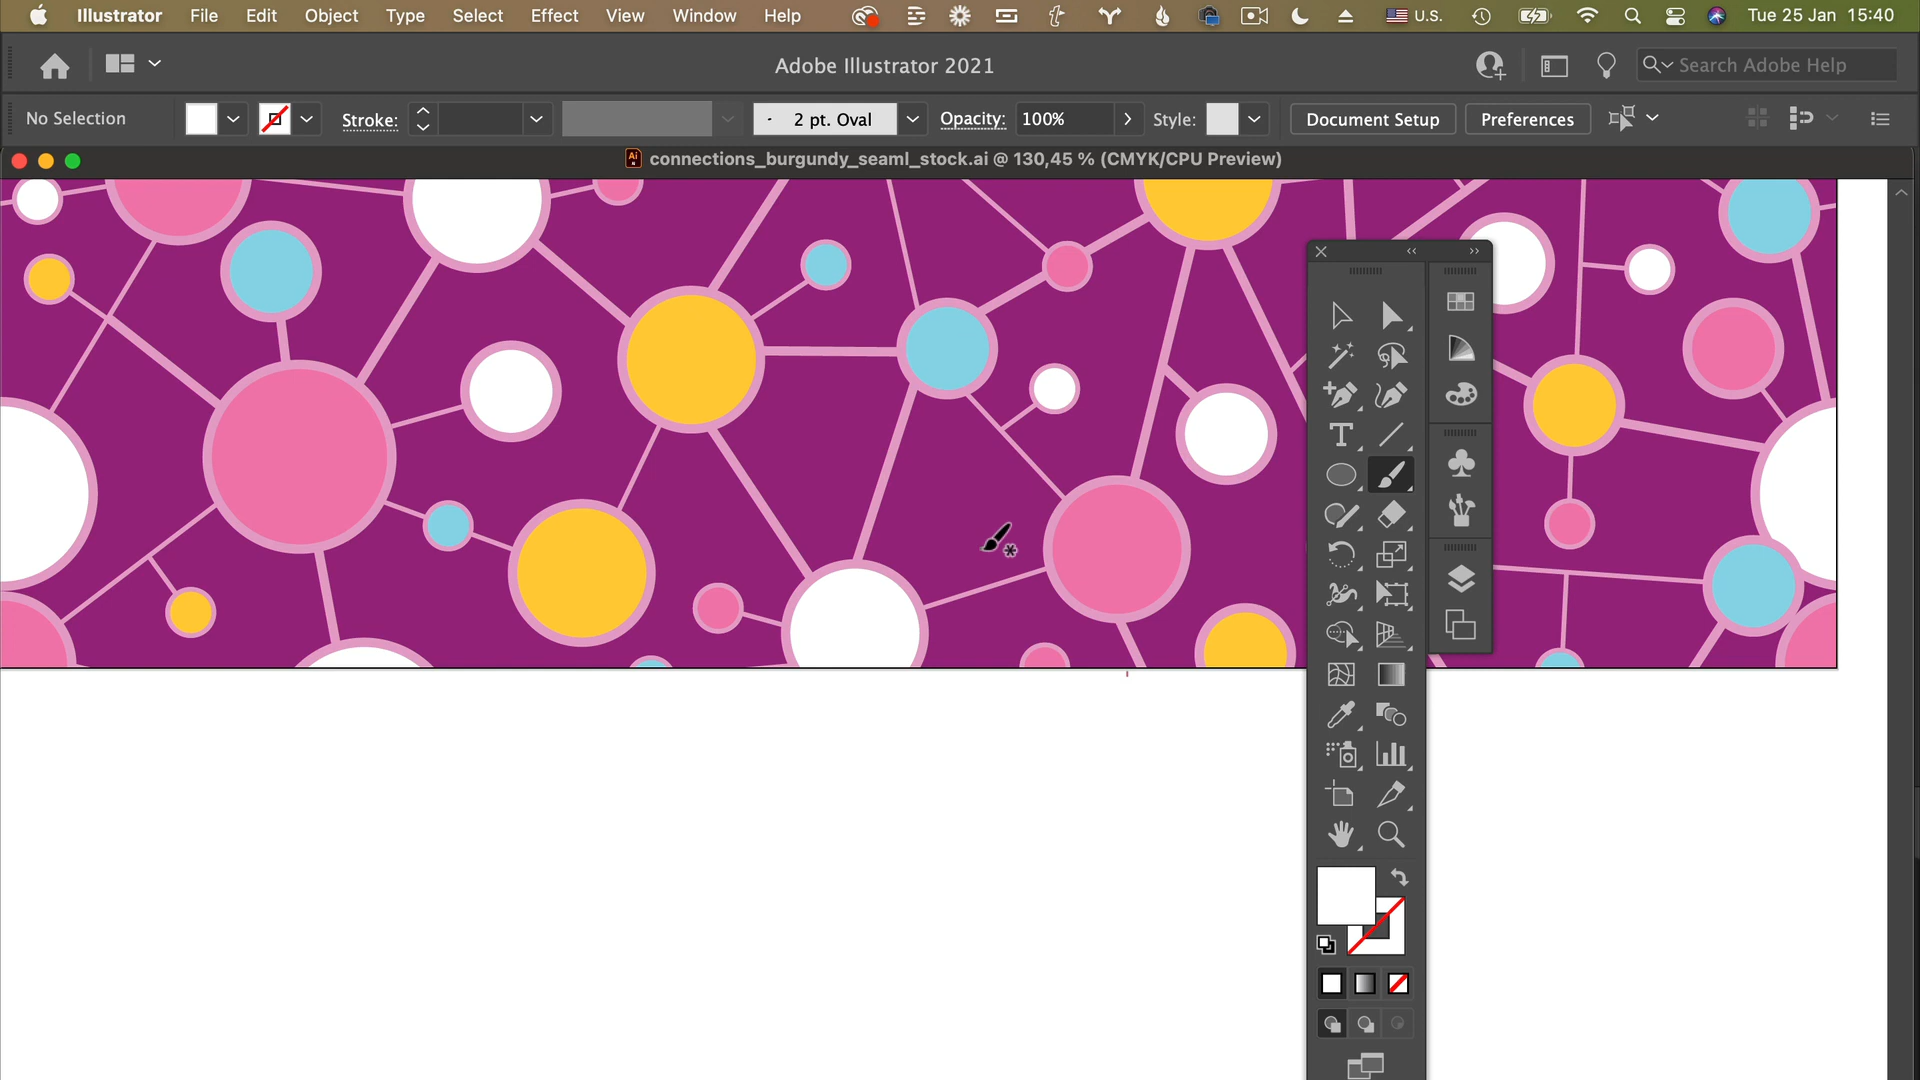 Illustrator File Edit Object Type Select Effect View Window Help U.S. Tue 25 Jan 15:40
Adobe Illustrator 2021 Search Adobe Help
No Selection Stroke: 2 pt. Oval Opacity: 100% Style: Document Setup Preferences
Ai connections_burgundy_seaml_stock.ai @ 130,45 % (CMYK/CPU Preview)